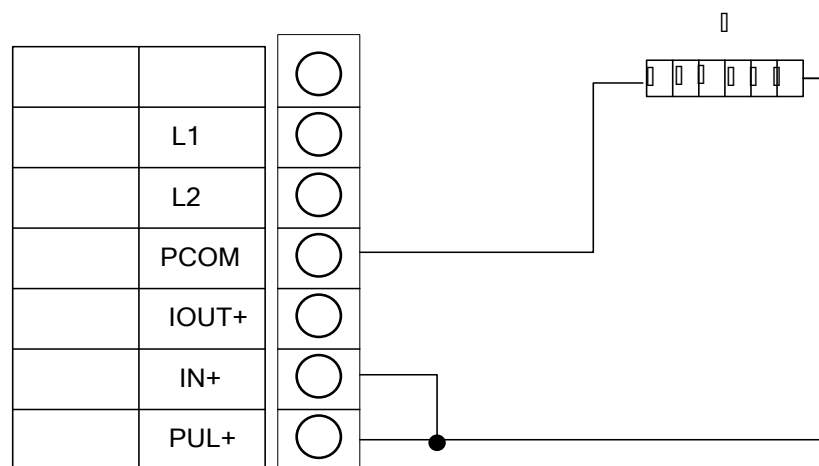 L1
L2
PCOM
IOUT+
IN+
PUL+